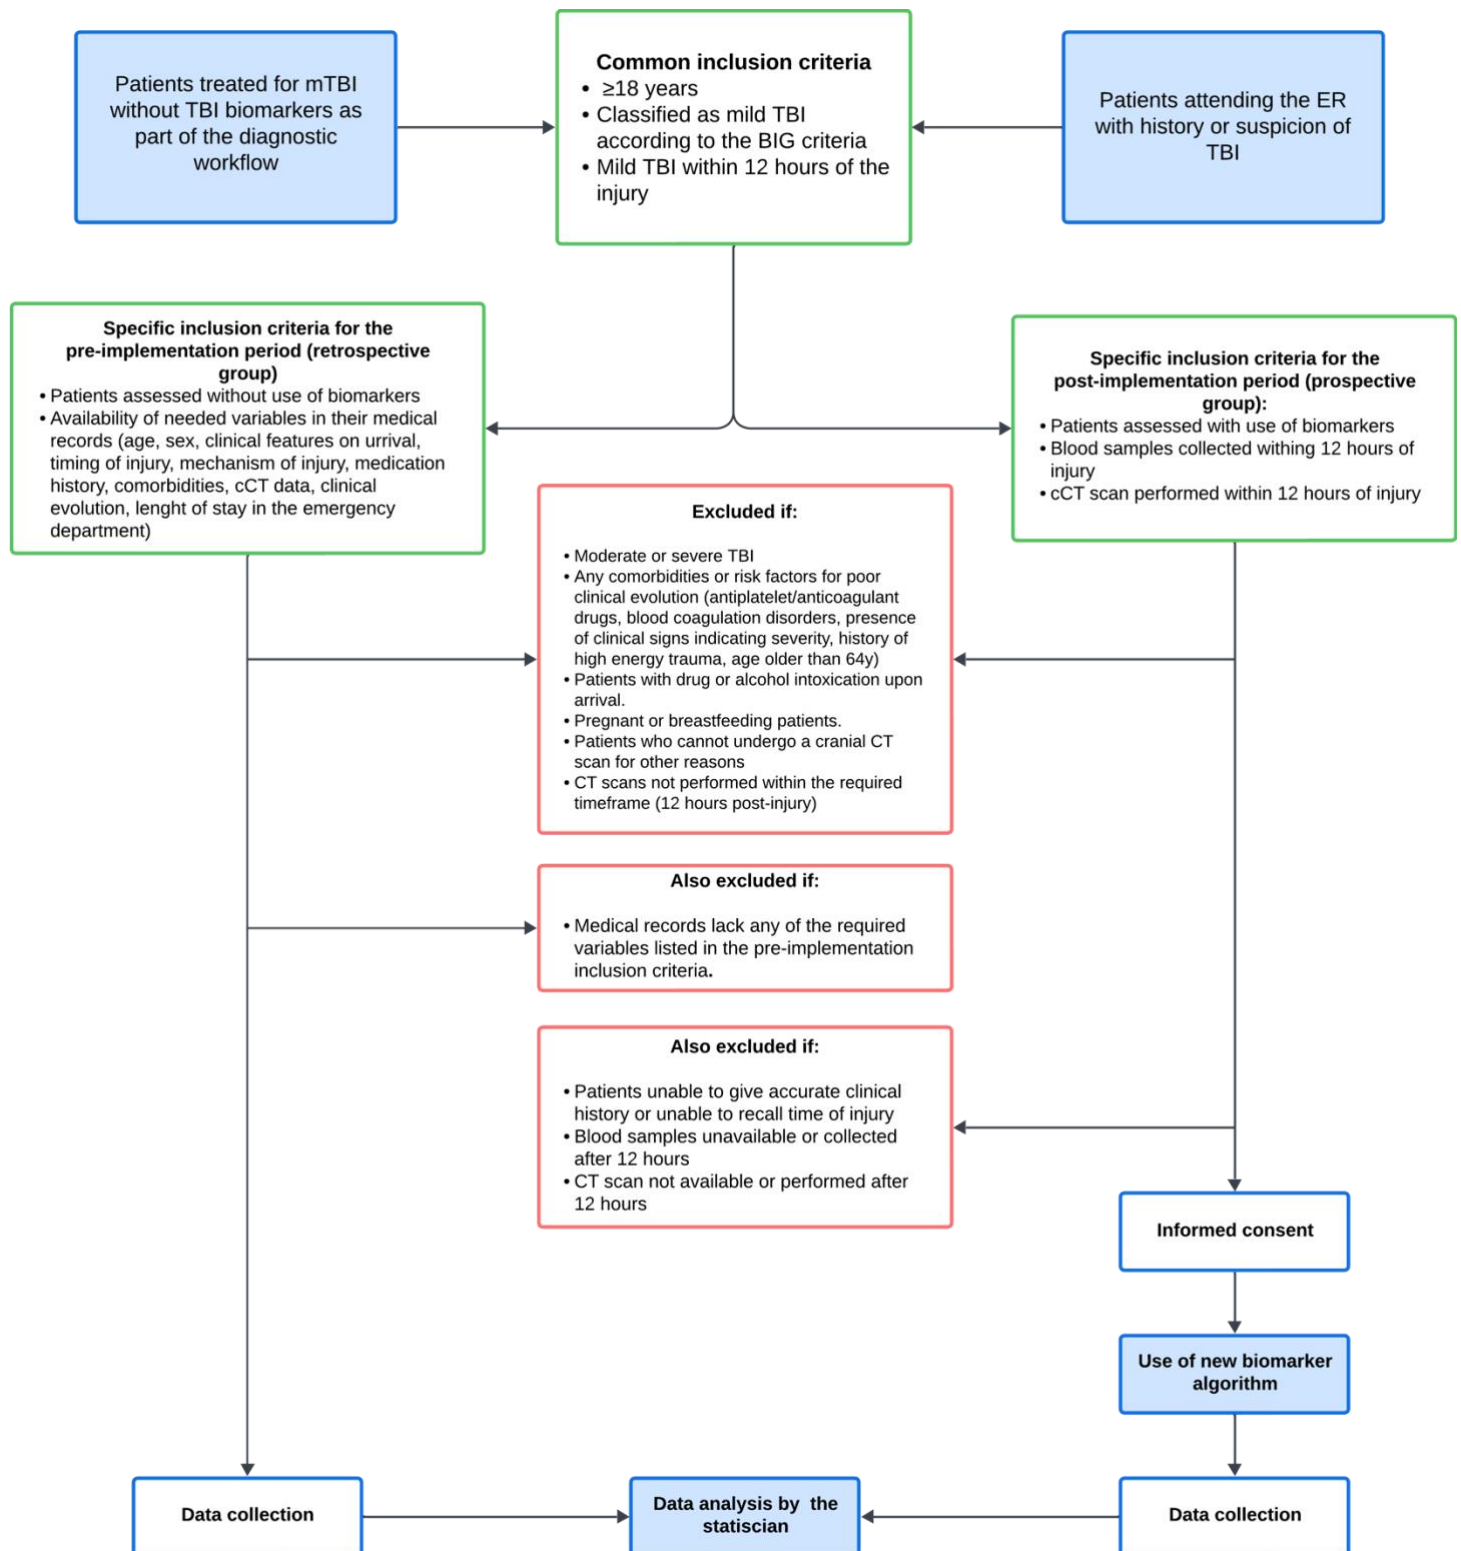 Patients treated for mTBI
without TBI biomarkers as
part of the diagnostic
workflow
Common inclusion criteria
• ≥18 years
• Classified as mild TBI
according to the BIG criteria
• Mild TBI within 12 hours of the
injury
Patients attending the ER
with history or suspicion of
TBI
Specific inclusion criteria for the
pre-implementation period (retrospective
group)
• Patients assessed without use of biomarkers
• Availability of needed variables in their medical
records (age, sex, clinical features on urrival,
timing of injury, mechanism of injury, medication
history, comorbidities, cCT data, clinical
evolution, lenght of stay in the emergency
department)
Specific inclusion criteria for the
post-implementation period (prospective
group):
• Patients assessed with use of biomarkers
• Blood samples collected withing 12 hours of
injury
• cCT scan performed within 12 hours of injury
Excluded if:
• Moderate or severe TBI
• Any comorbidities or risk factors for poor
clinical evolution (antiplatelet/anticoagulant
drugs, blood coagulation disorders, presence
of clinical signs indicating severity, history of
high energy trauma, age older than 64y)
• Patients with drug or alcohol intoxication upon
arrival.
• Pregnant or breastfeeding patients.
• Patients who cannot undergo a cranial CT
scan for other reasons
• CT scans not performed within the required
timeframe (12 hours post-injury)
Also excluded if:
• Medical records lack any of the required
variables listed in the pre-implementation
inclusion criteria.
Also excluded if:
• Patients unable to give accurate clinical
history or unable to recall time of injury
• Blood samples unavailable or collected
after 12 hours
• CT scan not available or performed after
12 hours
Informed consent
Use of new biomarker
algorithm
Data collection
Data analysis by the
statiscian
Data collection